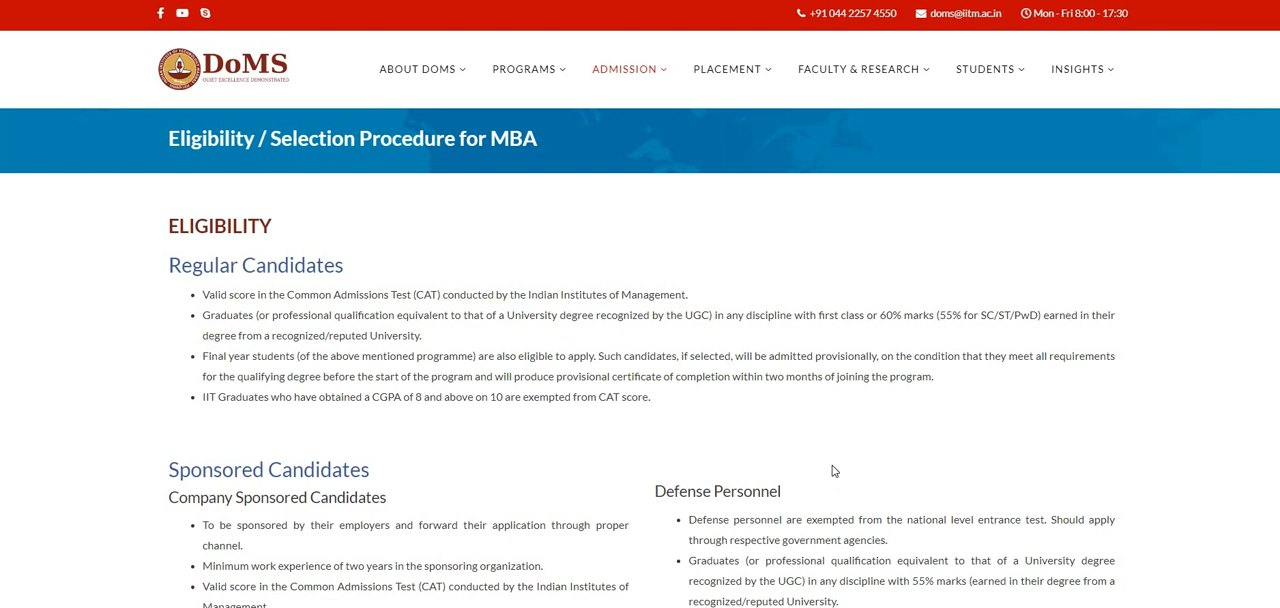 +91 044 2257 4550 doms@iitm.ac.in Mon - Fri 8:00 - 17:30
DoMS
QUIET EXCELLENCE DEMONSTRATED
ABOUT DOMS PROGRAMS ADMISSION PLACEMENT FACULTY & RESEARCH STUDENTS INSIGHTS
Eligibility / Selection Procedure for MBA
ELIGIBILITY
Regular Candidates
• Valid score in the Common Admissions Test (CAT) conducted by the Indian Institutes of Management.
• Graduates (or professional qualification equivalent to that of a University degree recognized by the UGC) in any discipline with first class or 60% marks (55% for SC/ST/PwD) earned in their
degree from a recognized/reputed University.
• Final year students (of the above mentioned programme) are also eligible to apply. Such candidates, if selected, will be admitted provisionally, on the condition that they meet all requirements
for the qualifying degree before the start of the program and will produce provisional certificate of completion within two months of joining the program.
• IIT Graduates who have obtained a CGPA of 8 and above on 10 are exempted from CAT score.
Sponsored Candidates
Company Sponsored Candidates
• To be sponsored by their employers and forward their application through proper
channel.
• Minimum work experience of two years in the sponsoring organization.
• Valid score in the Common Admissions Test (CAT) conducted by the Indian Institutes of
Management.
Defense Personnel
• Defense personnel are exempted from the national level entrance test. Should apply
through respective government agencies.
• Graduates (or professional qualification equivalent to that of a University degree
recognized by the UGC) in any discipline with 55% marks (earned in their degree from a
recognized/reputed University.